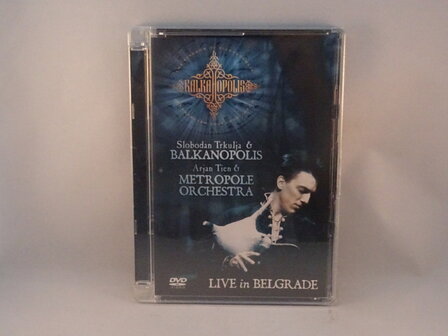 BALKANOPOLIS
Slobodan Trkulja &
BALKANOPOLIS
Arjan Tien &
METROPOLE
ORCHESTRA
DVD
LIVE in BELGRADE